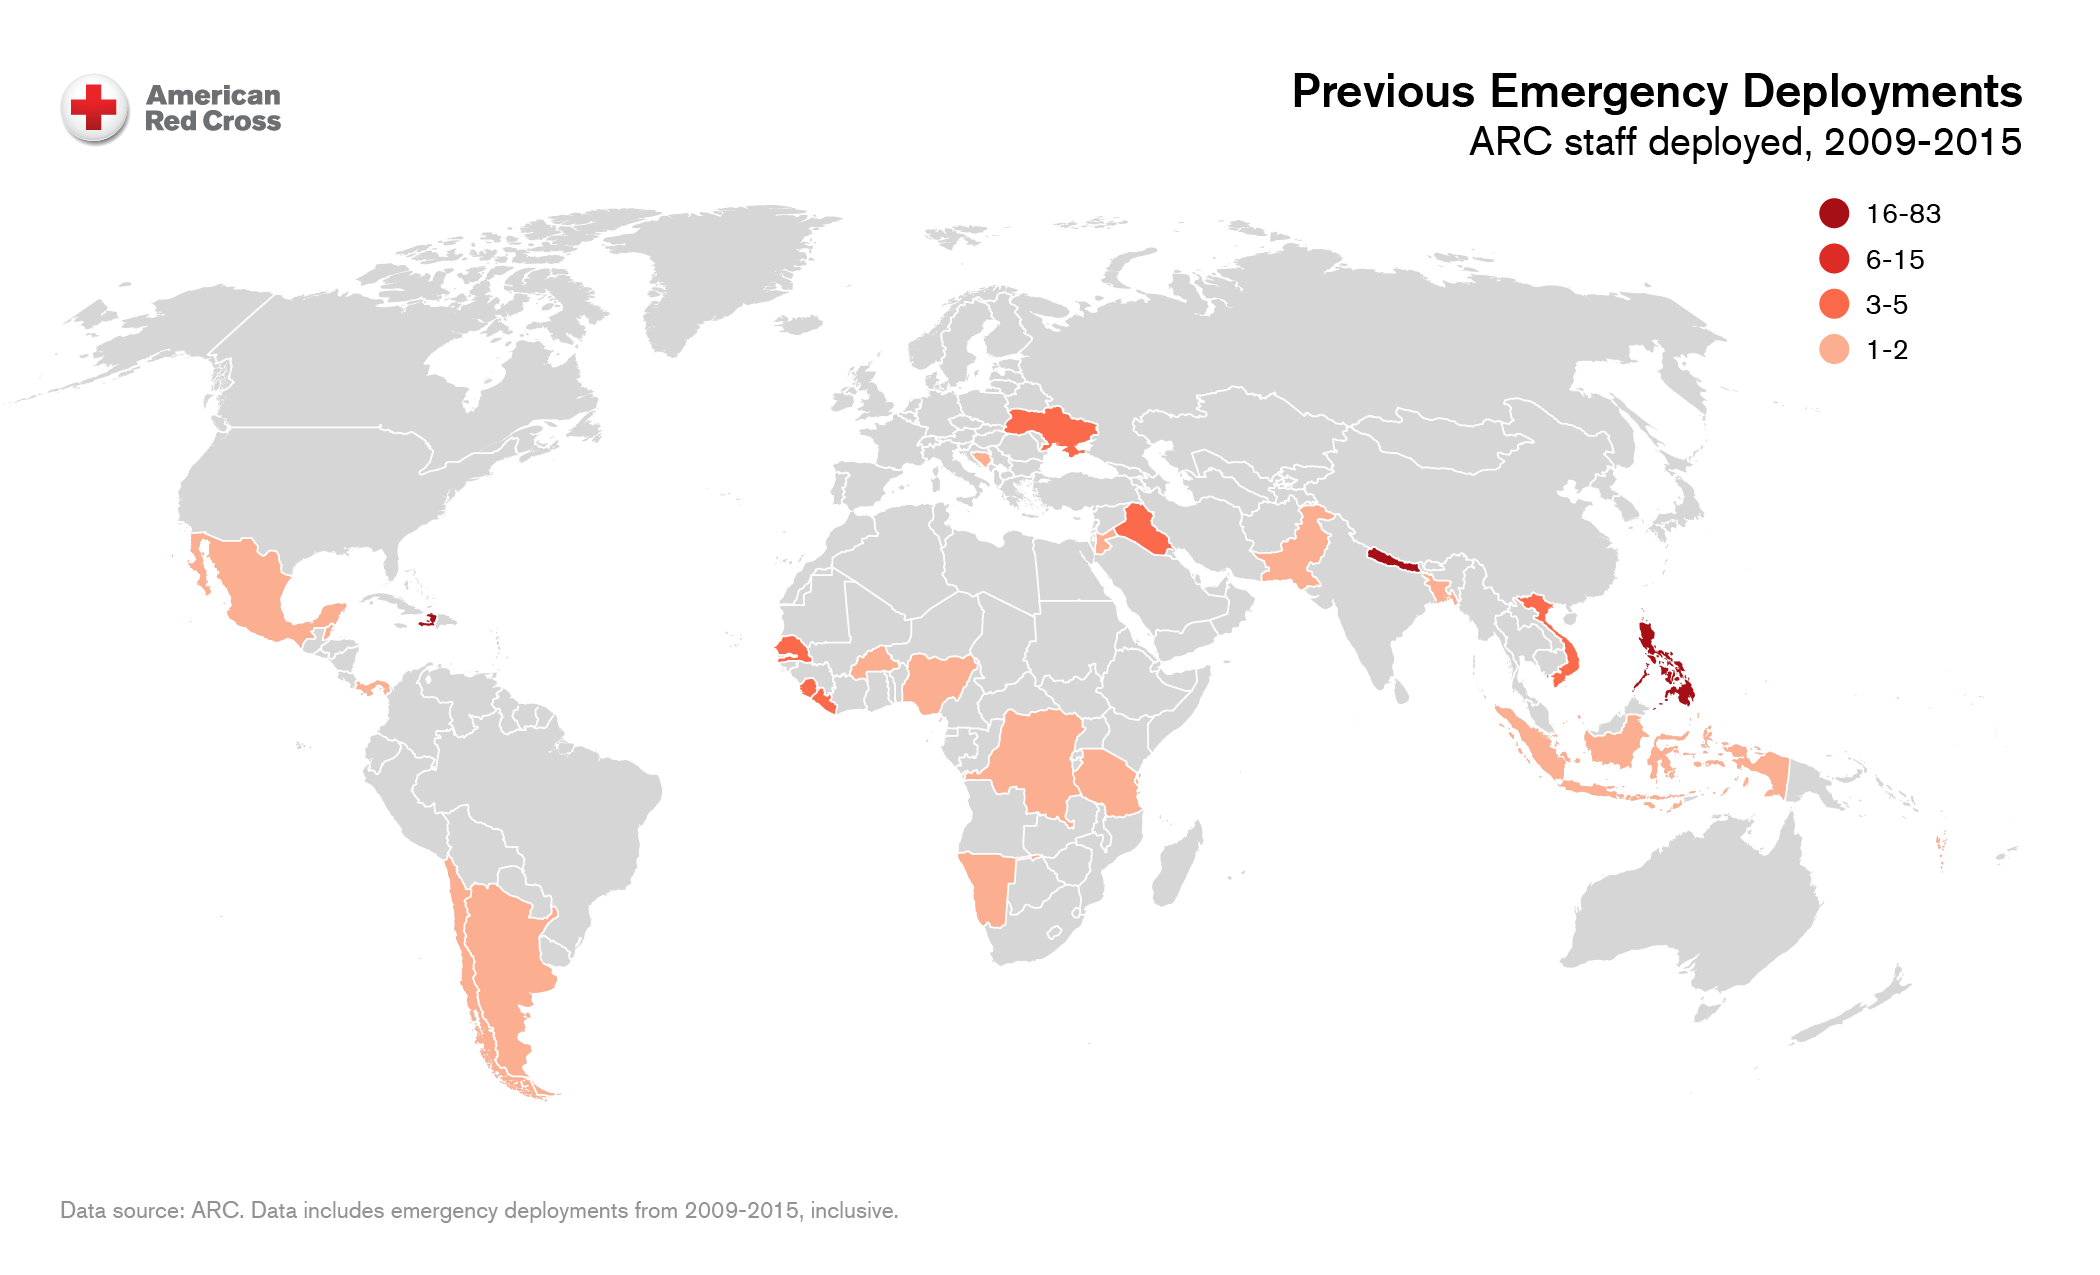 American
Red Cross
Previous Emergency Deployments
ARC staff deployed, 2009-2015
16-83
6-15
3-5
1-2
Data source: ARC. Data includes emergency deployments from 2009-2015, inclusive.